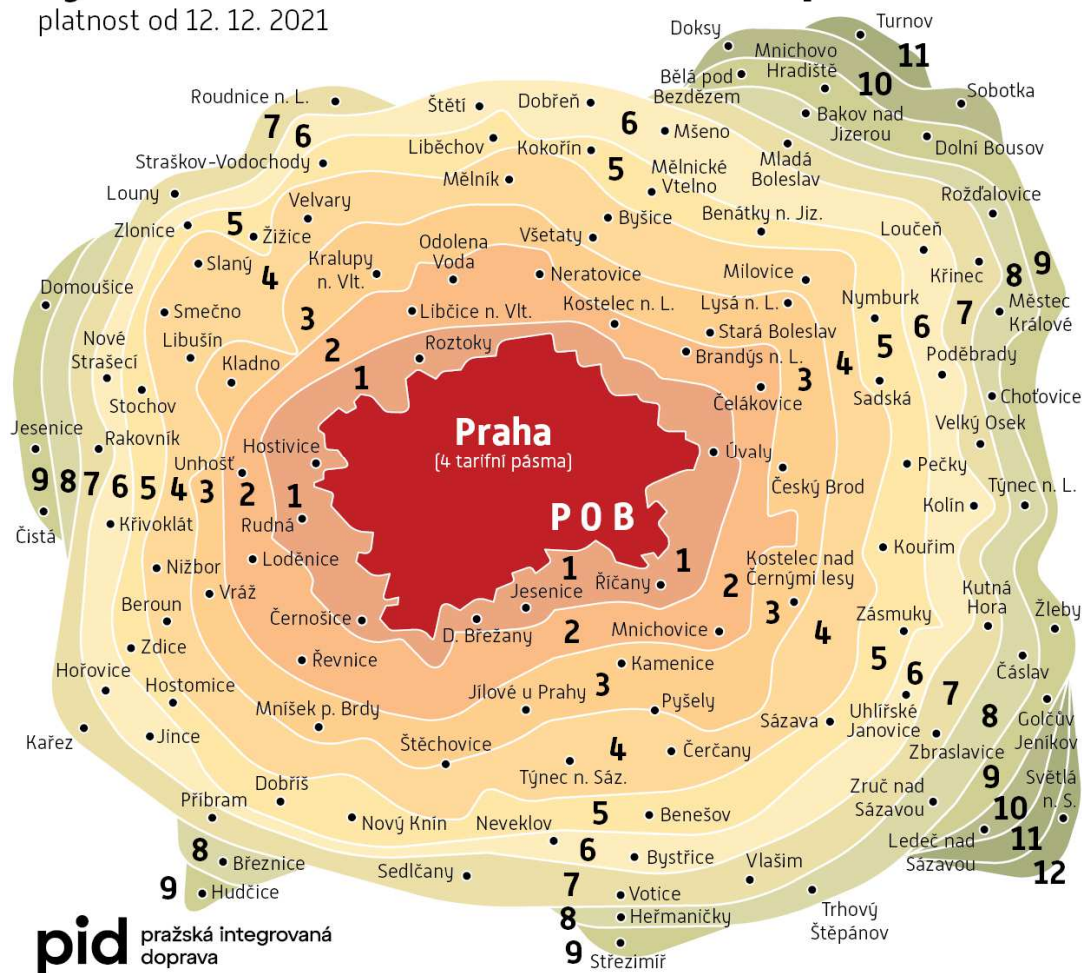 platnost od 12. 12. 2021
Doksy
Turnov
Mnichovo
Hradiště
11
10
Bělá pod
Bezdězem
Sobotka
Roudnice n. L.
Štětí
Dobřeň
7
6
6
Mšeno
Bakov nad
Jizerou
Dolní Bousov
Straškov-Vodochody
Liběchov
Kokořín
5
Mělnické
Vtelno
Mladá
Boleslav
Louny
Mělník
Rožďalovice
Zlonice
5
Velvary
Žižice
Byšice
Benátky n. Jiz.
Všetaty
Loučeň
Slaný
4
Kralupy
n. Vlt.
Odolena
Voda
Neratovice
Milovice
Křinec
8
9
Domoušice
Smečno
3
Libčice n. Vlt.
Kostelec n. L.
Lysá n. L.
Nymburk
7
Městec
Králové
Nové
Strašecí
Libušín
2
Roztoky
Stará Boleslav
6
5
Kladno
1
Brandýs n. L.
4
Poděbrady
3
Stochov
Čelákovice
Sadská
Choťovice
Praha
(4 tarifní pásma)
Velký Osek
Jesenice
Rakovník
Hostivice
Úvaly
Unhošť
Pečky
9
8
7
6
5
4
3
2
1
Český Brod
Týnec n. L.
Čistá
Křivoklát
Rudná
P 0 B
Kolín
Nižbor
Loděnice
1
1
Kostelec nad
Černými lesy
Kouřim
Vráž
Jesenice
Říčany
2
Kutná
Hora
Beroun
Černošice
D. Břežany
2
Mnichovice
3
4
Zásmuky
Žleby
Zdice
Řevnice
Kamenice
5
6
Čáslav
Hořovice
Hostomice
3
7
Mníšek p. Brdy
Jílové u Prahy
Pyšely
Sázava
Uhlířské
Janovice
8
Golčův
Jeníkov
Kařez
Jince
Štěchovice
4
Čerčany
Zbraslavice
Týnec n. Sáz.
9
Světlá
n. S.
Dobříš
Zruč nad
Sázavou
10
Příbram
Nový Knín
Neveklov
5
Benešov
11
Ledeč nad
Sázavou
8
Březnice
6
Bystřice
Vlašim
12
9
Hudčice
Sedlčany
7
Votice
8
Heřmaničky
Trhový
Štěpánov
9
Střezimíř
pid
pražská integrovaná
doprava